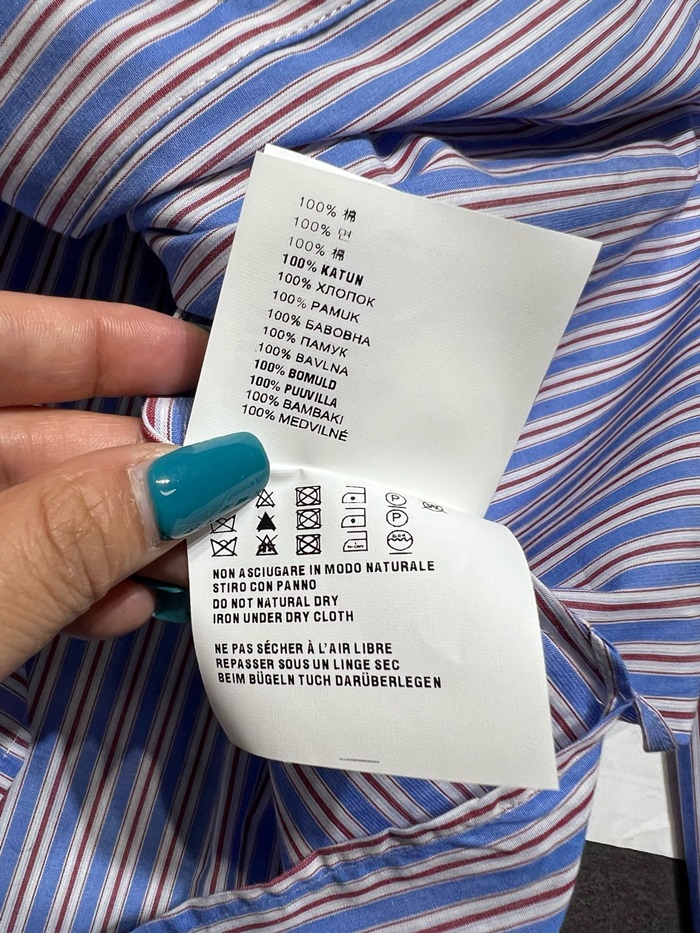 100% 棉
100% 면
100% 棉
100% KATUN
100% ХЛОПОК
100% PAMUK
100% БАВОВНА
100% ПАМУК
100% BAVLNA
100% BOMULD
100% PUUVILLA
100% BAMBAKI
100% MEDVILNÉ
NON ASCIUGARE IN MODO NATURALE
STIRO CON PANNO
DO NOT NATURAL DRY
IRON UNDER DRY CLOTH
NE PAS SÉCHER À L'AIR LIBRE
REPASSER SOUS UN LINGE SEC
BEIM BÜGELN TUCH DARÜBERLEGEN